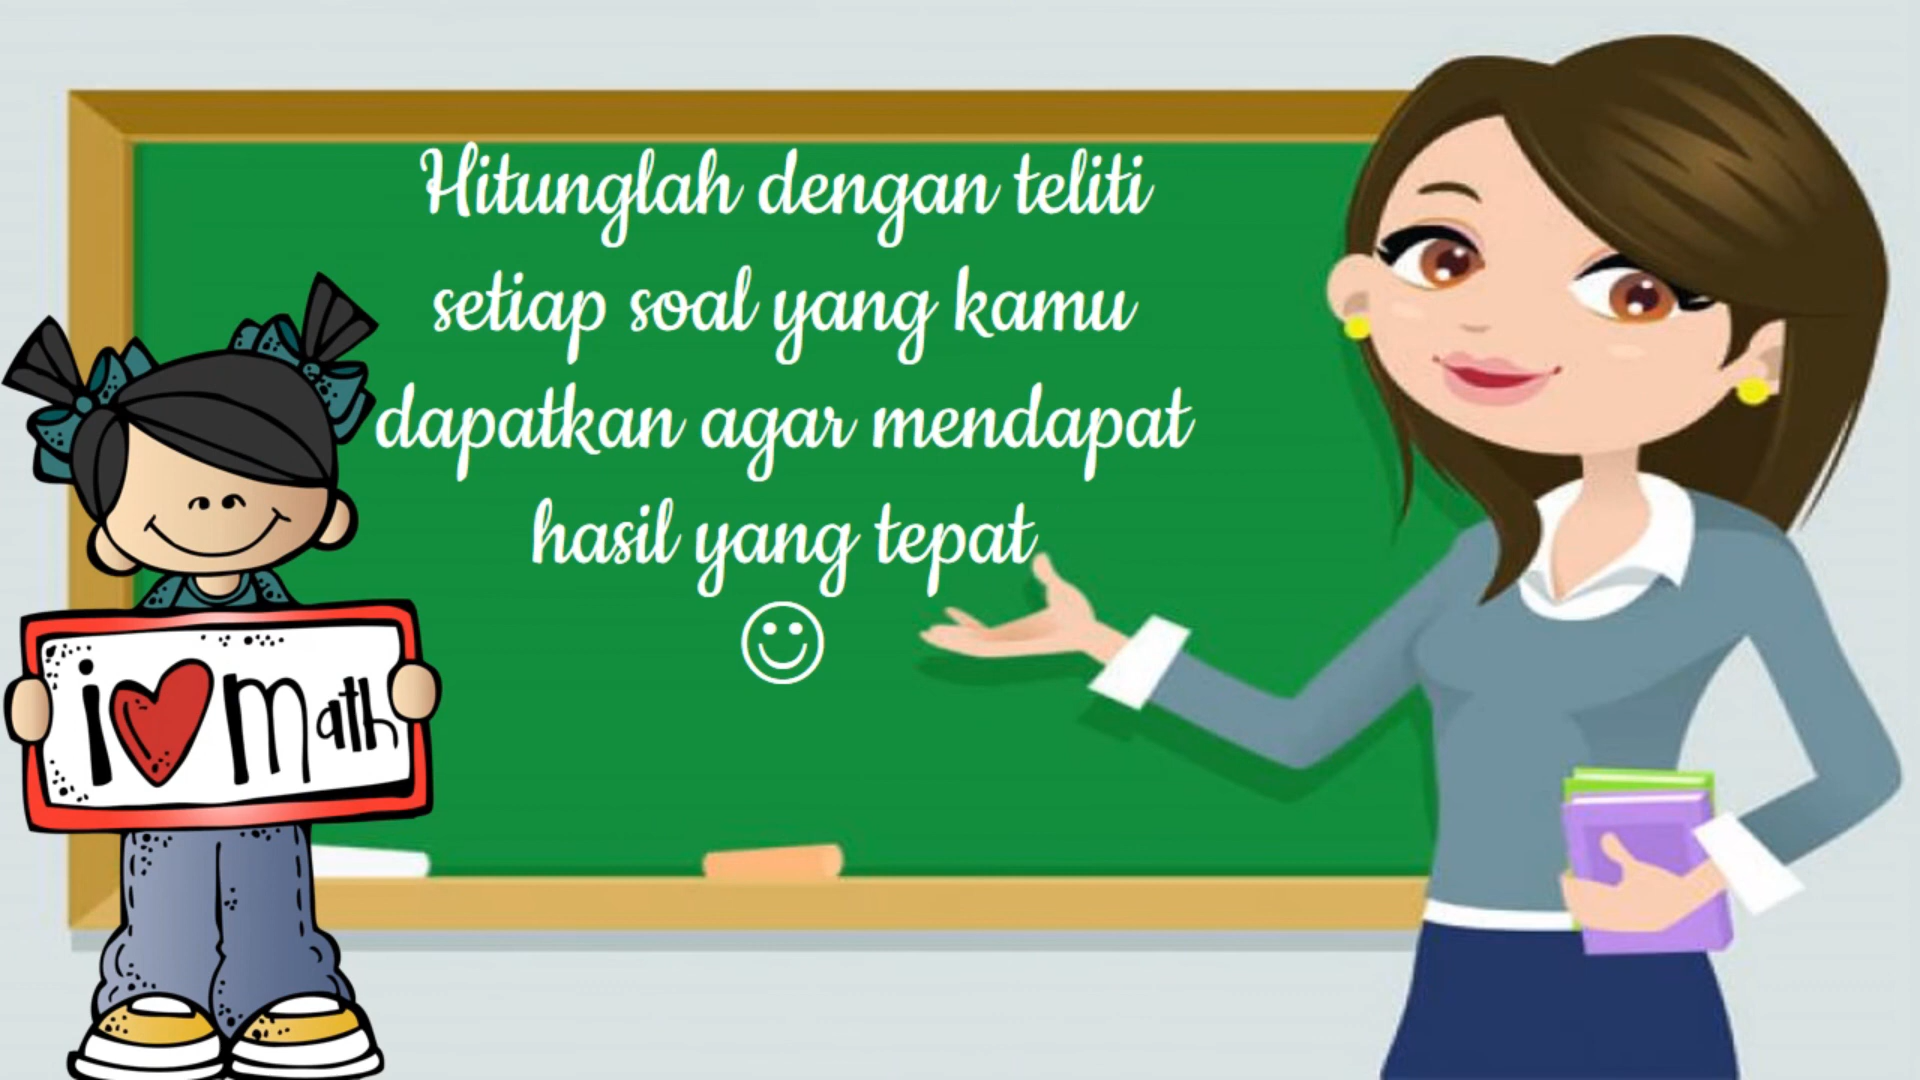 Hitunglah dengan teliti
setiap soal yang kamu
dapatkan agar mendapat
hasil yang tepat
☺
i ♥ math